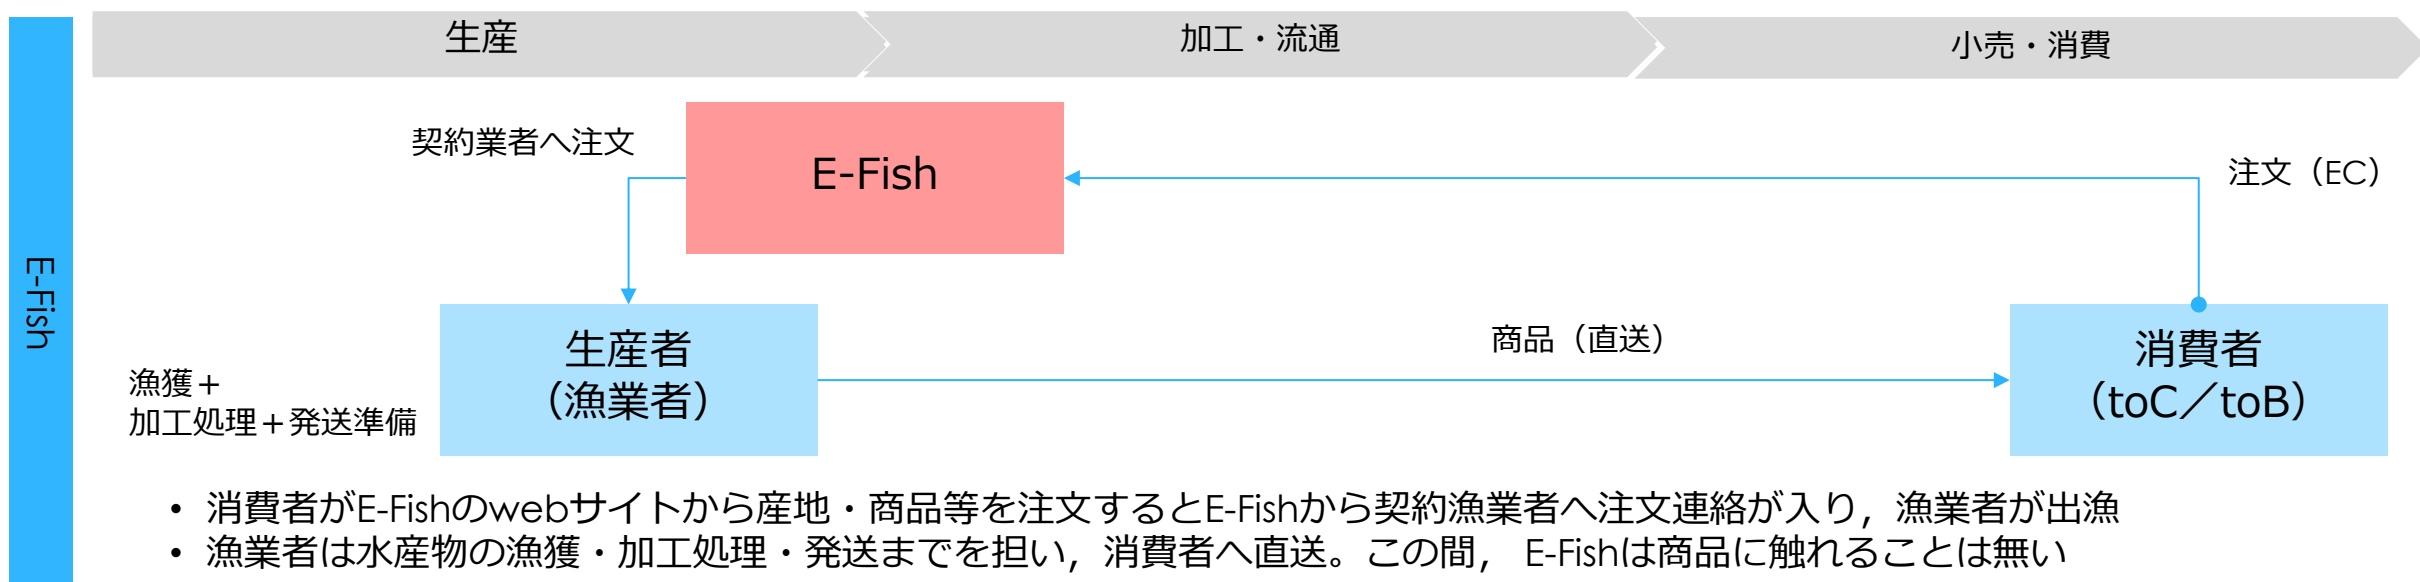 生産
加工・流通
小売・消費
E-Fish
契約業者へ注文
E-Fish
注文（EC）
生産者
（漁業者）
商品（直送）
消費者
（toC／toB）
漁獲＋
加工処理＋発送準備
• 消費者がE-Fishのwebサイトから産地・商品等を注文するとE-Fishから契約漁業者へ注文連絡が入り，漁業者が出漁
• 漁業者は水産物の漁獲・加工処理・発送までを担い，消費者へ直送。この間， E-Fishは商品に触れることは無い